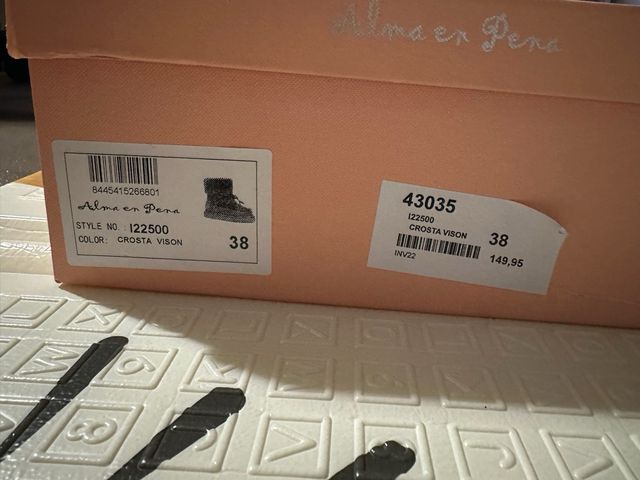 Alma en Pena
8445415266801
Alma en Pena
STYLE NO. : I22500
COLOR: CROSTA VISON
38
43035
I22500
CROSTA VISON
38
INV22
149,95